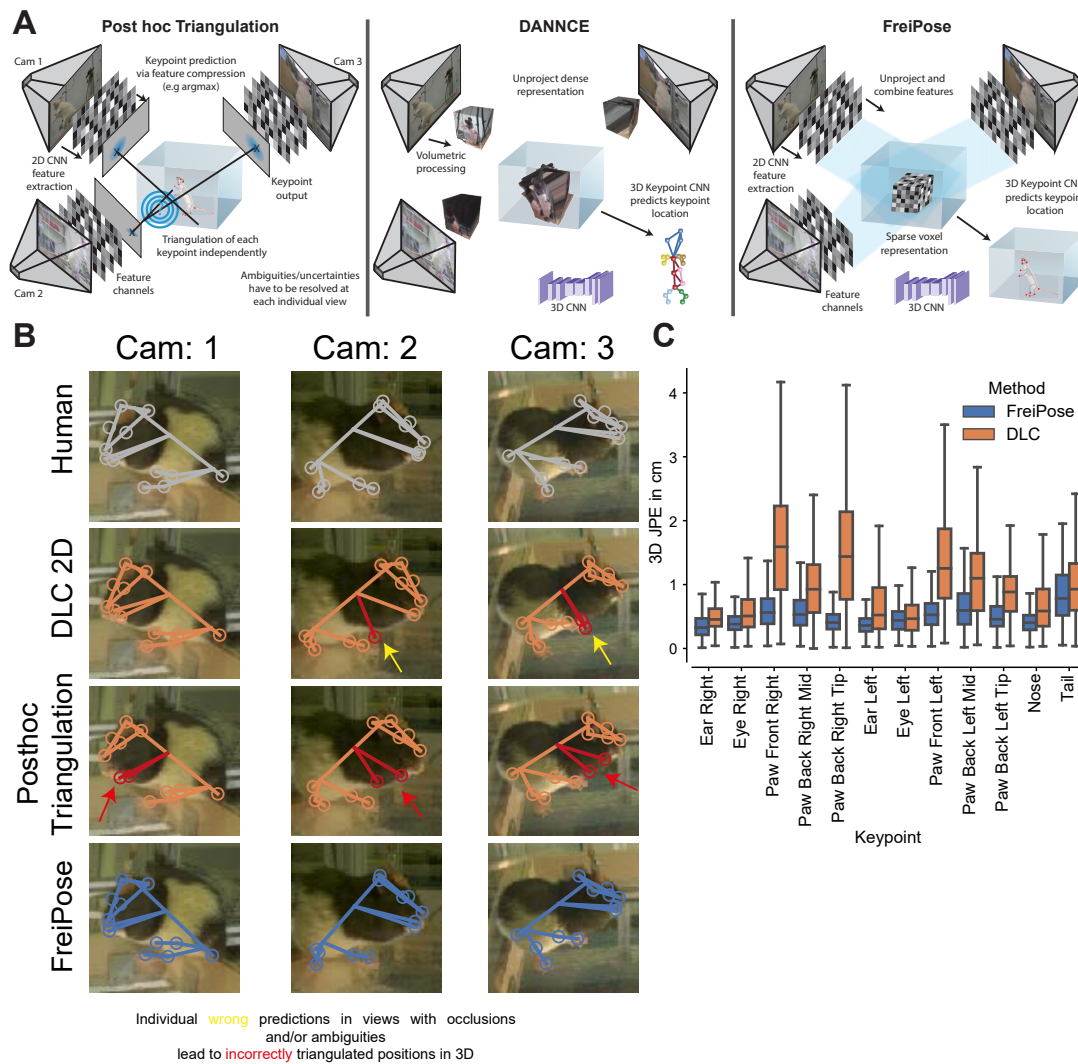 A
Post hoc Triangulation
Cam 1
Keypoint prediction
via feature compression
(e.g argmax)
Cam 3
2D CNN
feature
extraction
Keypoint
output
Triangulation of each
keypoint independently
Cam 2
Feature
channels
Ambiguities/uncertainties
have to be resolved at
each individual view
DANNCE
Unproject dense
representation
Volumetric
processing
3D Keypoint CNN
predicts keypoint
location
3D CNN
FreiPose
Unproject and
combine features
2D CNN
feature
extraction
3D Keypoint CNN
predicts keypoint
location
Sparse voxel
representation
Feature channels
3D CNN
B
Cam: 1
Cam: 2
Cam: 3
Human
DLC 2D
Posthoc
Triangulation
FreiPose
Individual wrong predictions in views with occlusions
and/or ambiguities
lead to incorrectly triangulated positions in 3D
C
Method
FreiPose
DLC
3D JPE in cm
4
3
2
1
0
Ear Right
Eye Right
Paw Front Right
Paw Back Right Mid
Paw Back Right Tip
Ear Left
Eye Left
Paw Front Left
Paw Back Left Mid
Paw Back Left Tip
Nose
Tail
Keypoint